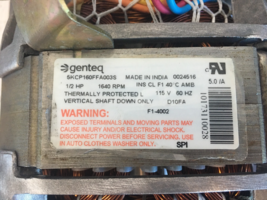 genteq
5KCP160FFA003S MADE IN INDIA 0024516
1/2 HP 1640 RPM INS CL F1 40°C AMB. 5.0 /A
THERMALLY PROTECTED L 115 V 60 HZ
VERTICAL SHAFT DOWN ONLY D10FA
WARNING: F1-4002
EXPOSED TERMINALS AND MOVING PARTS MAY
CAUSE INJURY AND/OR ELECTRICAL SHOCK.
DISCONNECT POWER BEFORE SERVICING. USE
IN AUTO CLOTHES WASHER ONLY. SPI